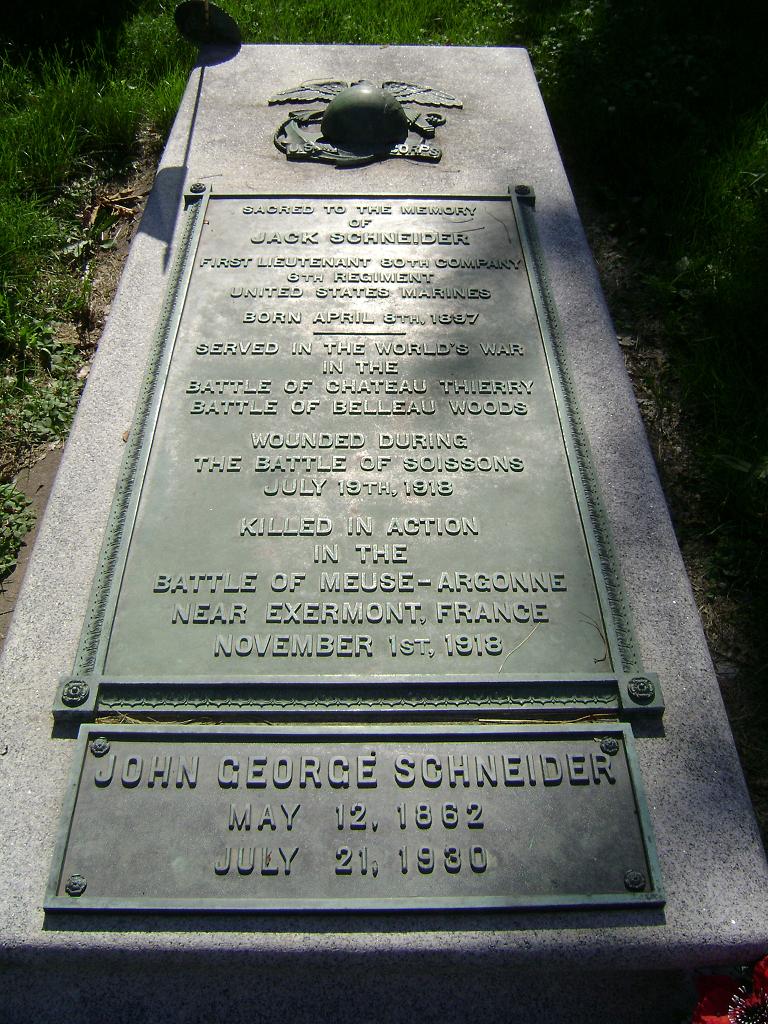 U.S. CORPS
SACRED TO THE MEMORY
OF
JACK SCHNEIDER
FIRST LIEUTENANT 80TH COMPANY
6TH REGIMENT
UNITED STATES MARINES
BORN APRIL 8TH, 1897
SERVED IN THE WORLD'S WAR
IN THE
BATTLE OF CHATEAU THIERRY
BATTLE OF BELLEAU WOODS
WOUNDED DURING
THE BATTLE OF SOISSONS
JULY 19TH, 1918
KILLED IN ACTION
IN THE
BATTLE OF MEUSE-ARGONNE
NEAR EXERMONT, FRANCE
NOVEMBER 1ST, 1918
JOHN GEORGE SCHNEIDER
MAY 12, 1862
JULY 21, 1930